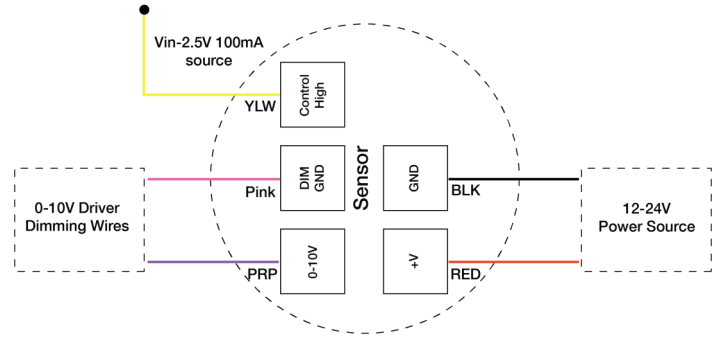 Vin-2.5V 100mA
source
YLW
Control
High
Pink
DIM
GND
Sensor
GND
BLK
0-10V Driver
Dimming Wires
12-24V
Power Source
PRP
0-10V
+V
RED